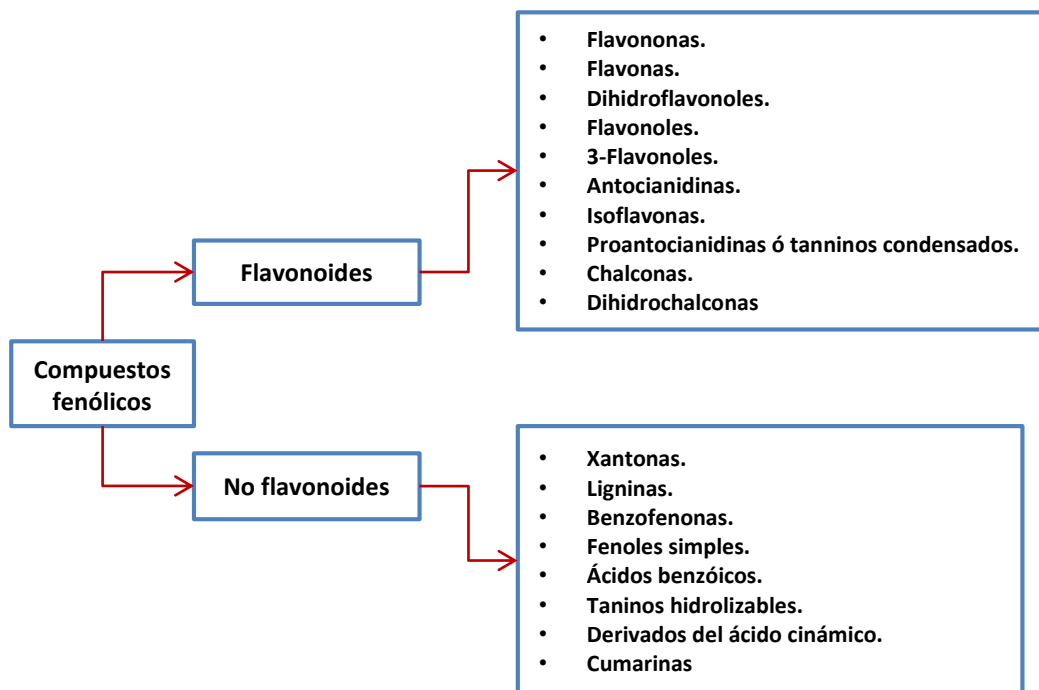 Compuestos
fenólicos
Flavonoides
• Flavononas.
• Flavonas.
• Dihidroflavonoles.
• Flavonoles.
• 3-Flavonoles.
• Antocianidinas.
• Isoflavonas.
• Proantocianidinas ó tanninos condensados.
• Chalconas.
• Dihidrochalconas
No flavonoides
• Xantonas.
• Ligninas.
• Benzofenonas.
• Fenoles simples.
• Ácidos benzóicos.
• Taninos hidrolizables.
• Derivados del ácido cinámico.
• Cumarinas